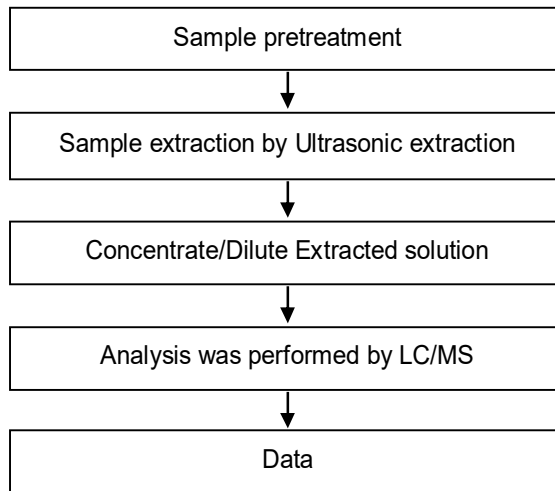 Sample pretreatment
Sample extraction by Ultrasonic extraction
Concentrate/Dilute Extracted solution
Analysis was performed by LC/MS
Data